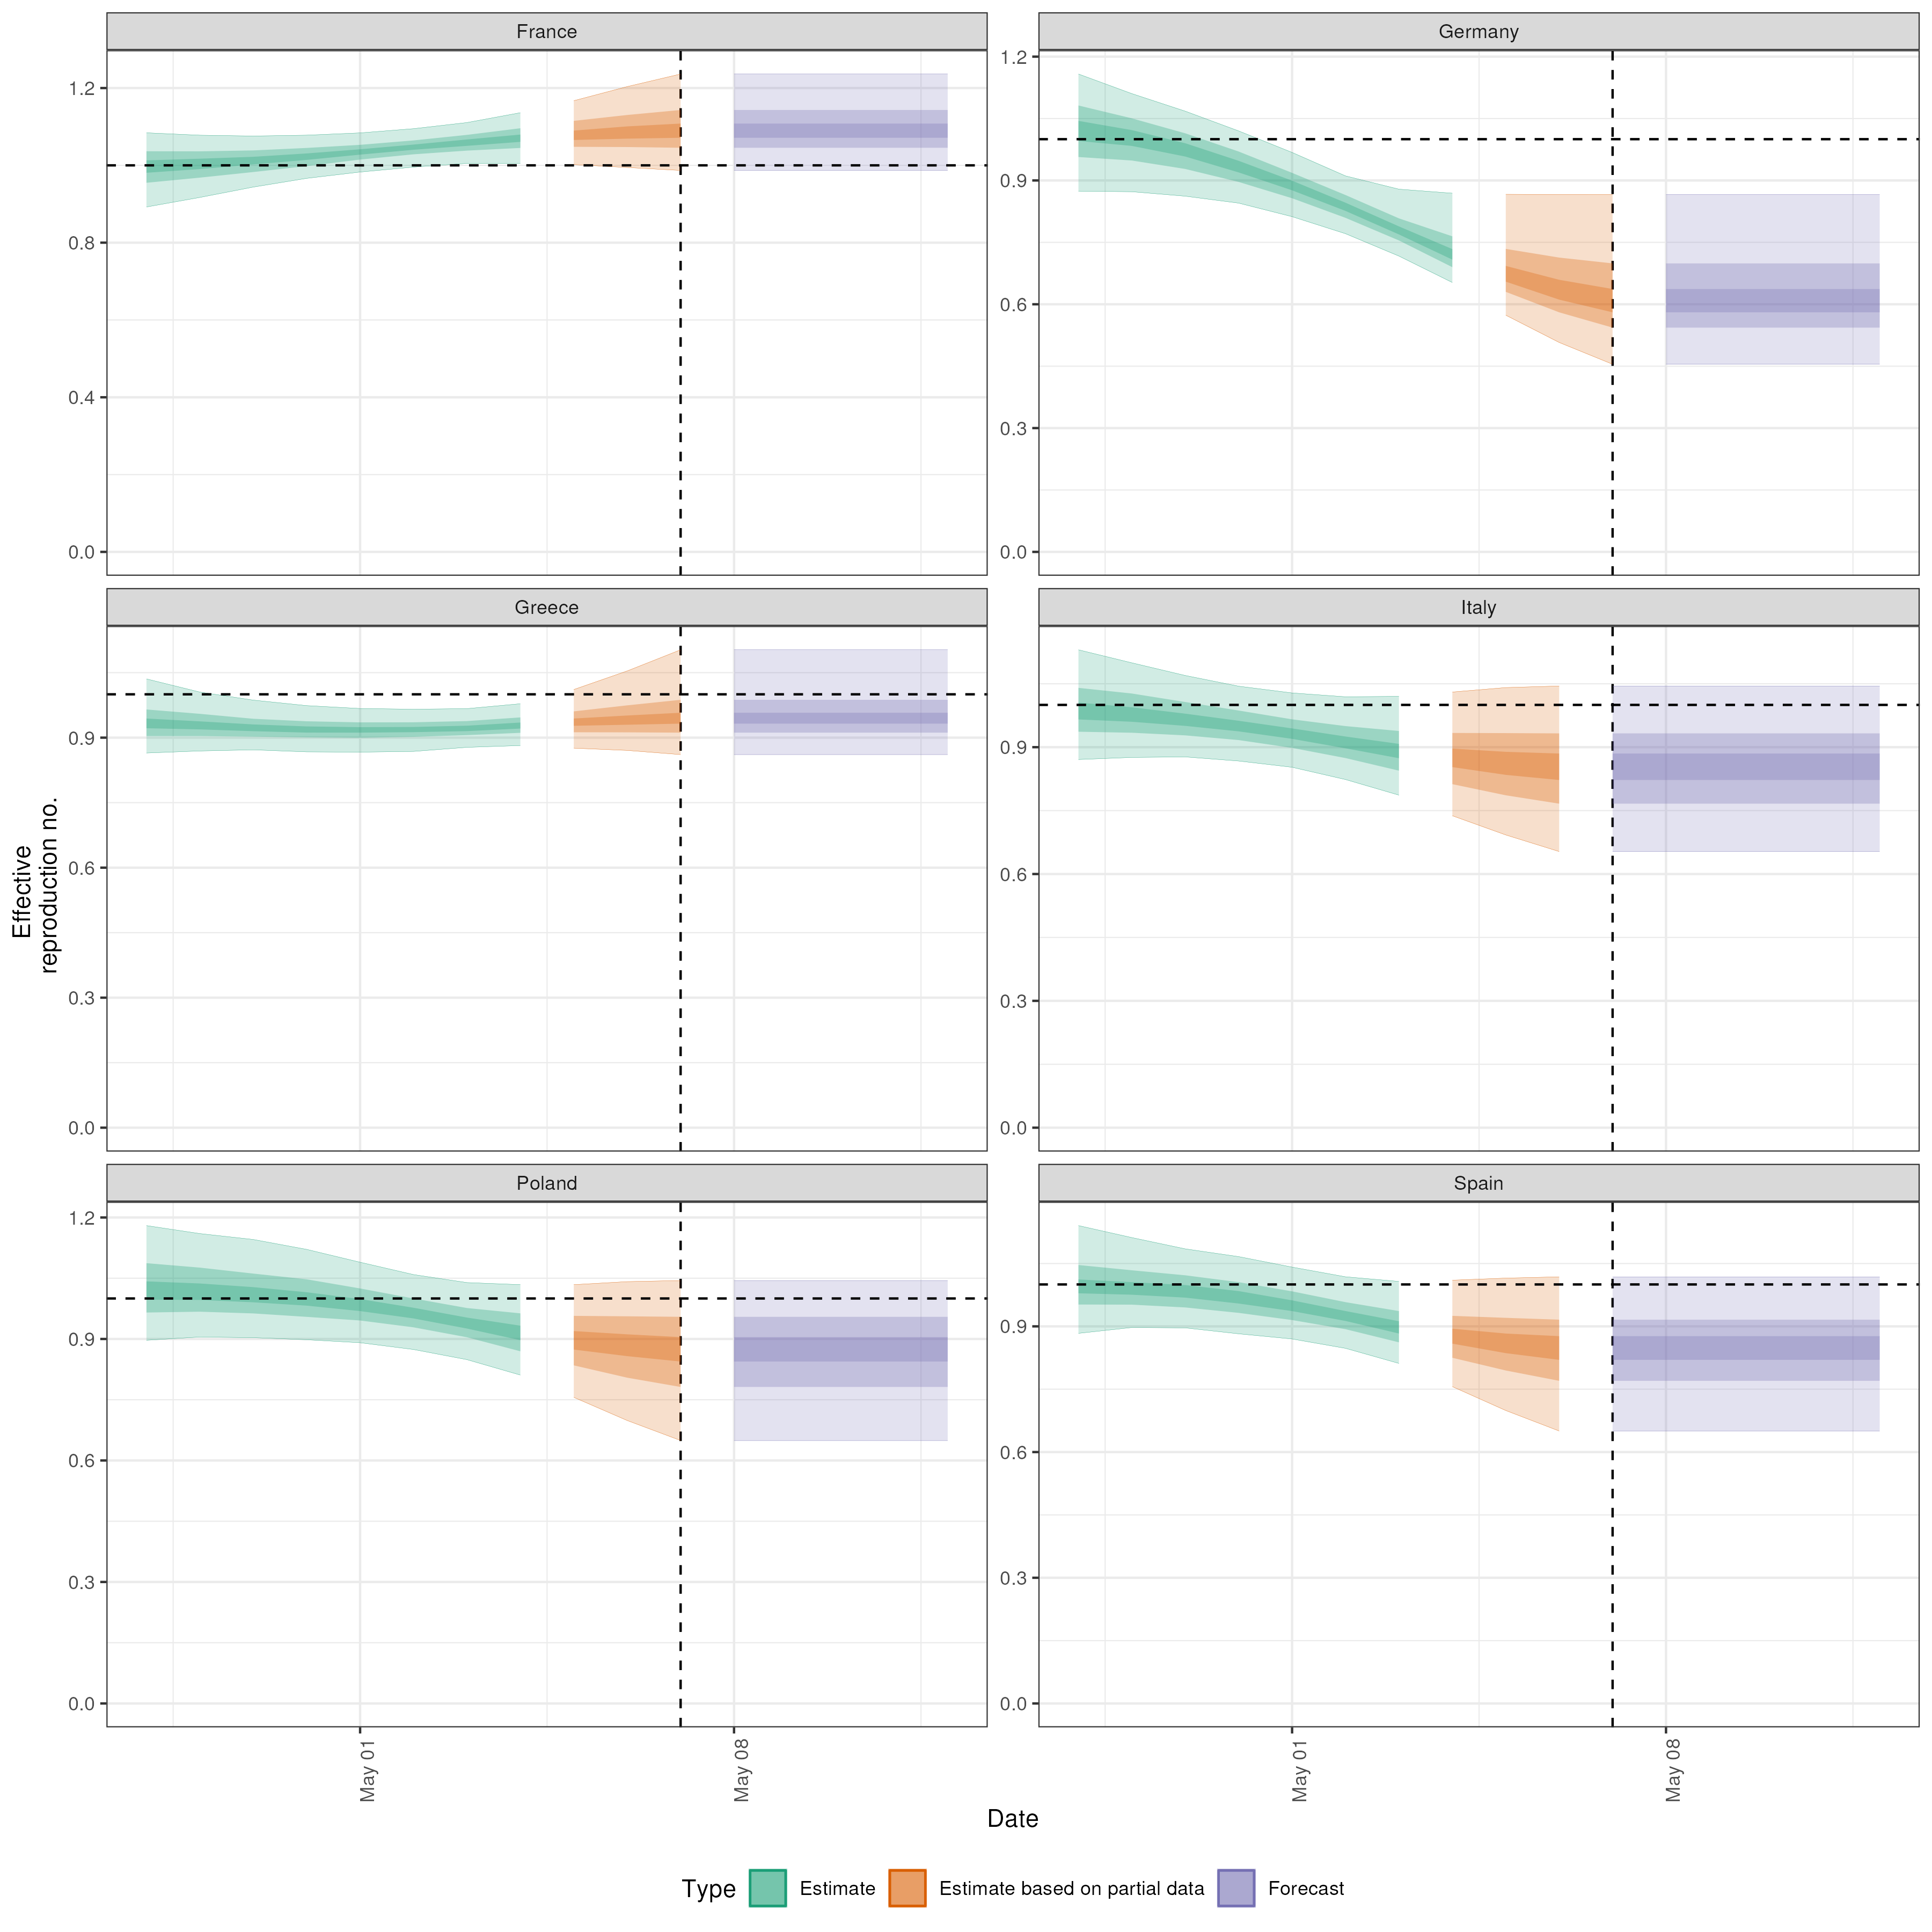 France
Germany
1.2
0.8
0.4
0.0
1.2
0.9
0.6
0.3
0.0
Greece
Italy
0.9
0.6
0.3
0.0
0.9
0.6
0.3
0.0
Poland
Spain
1.2
0.9
0.6
0.3
0.0
0.9
0.6
0.3
0.0
Effective
reproduction no.
May 01
May 08
May 01
May 08
Date
Type Estimate Estimate based on partial data Forecast